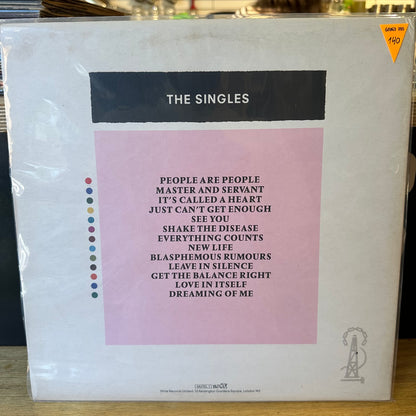 140
THE SINGLES
PEOPLE ARE PEOPLE
MASTER AND SERVANT
IT'S CALLED A HEART
JUST CAN'T GET ENOUGH
SEE YOU
SHAKE THE DISEASE
EVERYTHING COUNTS
NEW LIFE
BLASPHEMOUS RUMOURS
LEAVE IN SILENCE
GET THE BALANCE RIGHT
LOVE IN ITSELF
DREAMING OF ME